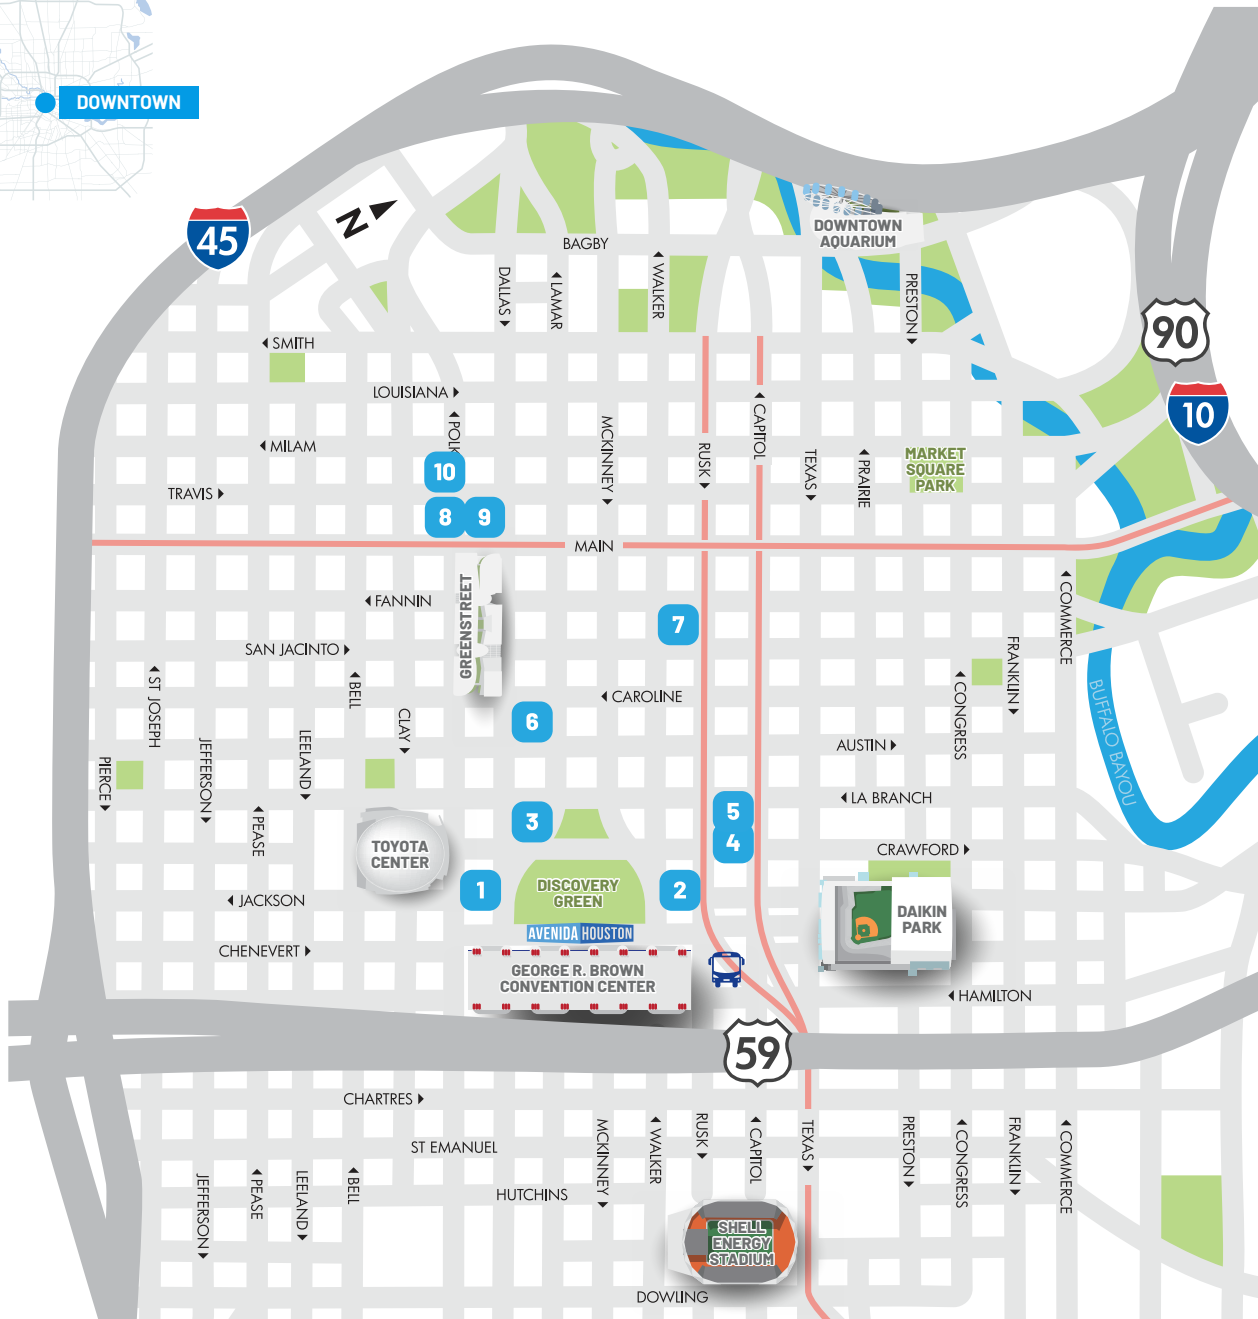 DOWNTOWN
45
N
DOWNTOWN
AQUARIUM
BAGBY
DALLAS
LAMAR
WALKER
PRESTON
90
SMITH
LOUISIANA
10
POLK
MCKINNEY
RUSK
CAPITOL
MILAM
TEXAS
PRAIRIE
MARKET
SQUARE
PARK
10
TRAVIS
8
9
MAIN
GREENSTREET
FANNIN
COMMERCE
7
SAN JACINTO
FRANKLIN
ST JOSEPH
BELL
CAROLINE
CONGRESS
CLAY
6
JEFFERSON
LEELAND
AUSTIN
BUFFALO BAYOU
PIERCE
PEASE
LA BRANCH
5
3
4
TOYOTA
CENTER
CRAWFORD
1
DISCOVERY
GREEN
2
JACKSON
DAIKIN
PARK
AVENIDA HOUSTON
CHENEVERT
GEORGE R. BROWN
CONVENTION CENTER
HAMILTON
59
CHARTRES
ST EMANUEL
MCKINNEY
WALKER
RUSK
CAPITOL
TEXAS
PRESTON
CONGRESS
FRANKLIN
COMMERCE
JEFFERSON
PEASE
LEELAND
BELL
HUTCHINS
SHELL
ENERGY
STADIUM
DOWLING